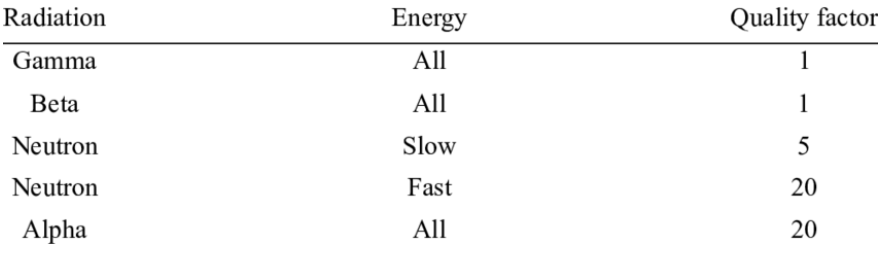 Radiation Energy Quality factor
Gamma All 1
Beta All 1
Neutron Slow 5
Neutron Fast 20
Alpha All 20